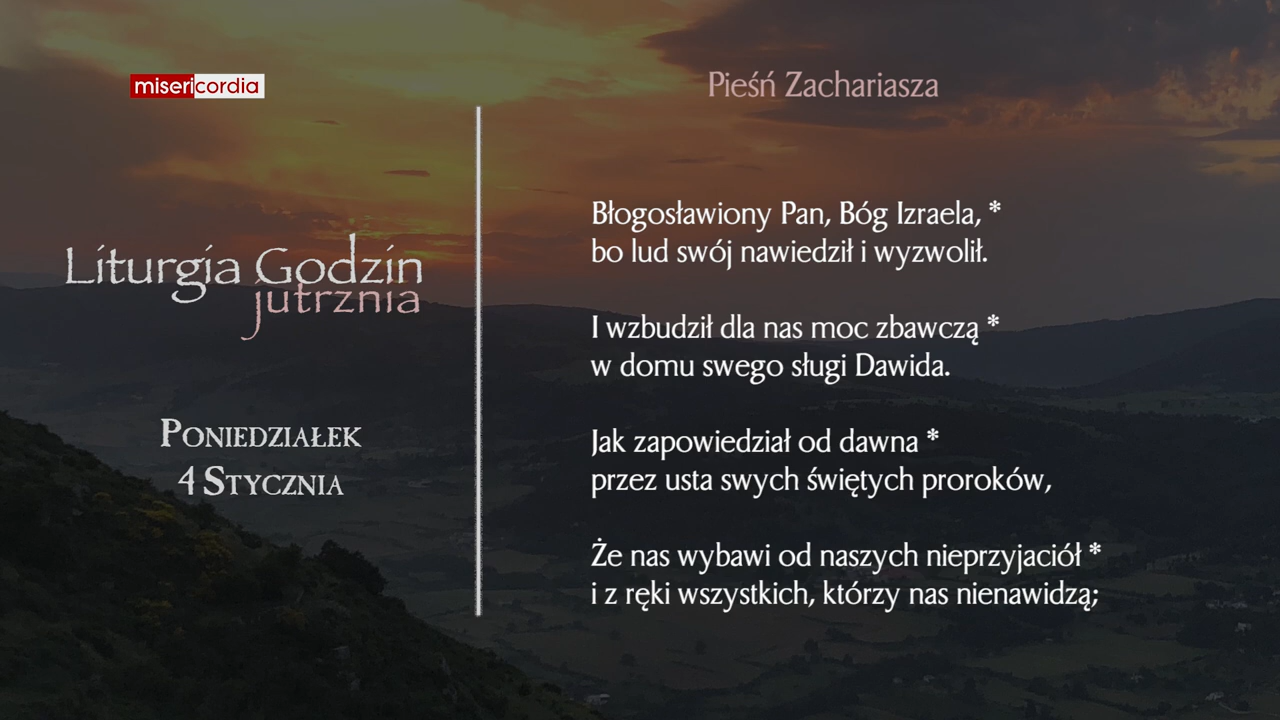 misericordia
Liturgia Godzin
jutrznia
Poniedziałek
4 Stycznia
Pieśń Zachariasza
Błogosławiony Pan, Bóg Izraela, *
bo lud swój nawiedził i wyzwolił.
I wzbudził dla nas moc zbawczą *
w domu swego sługi Dawida.
Jak zapowiedział od dawna *
przez usta swych świętych proroków,
Że nas wybawi od naszych nieprzyjaciół *
i z ręki wszystkich, którzy nas nienawidzą;